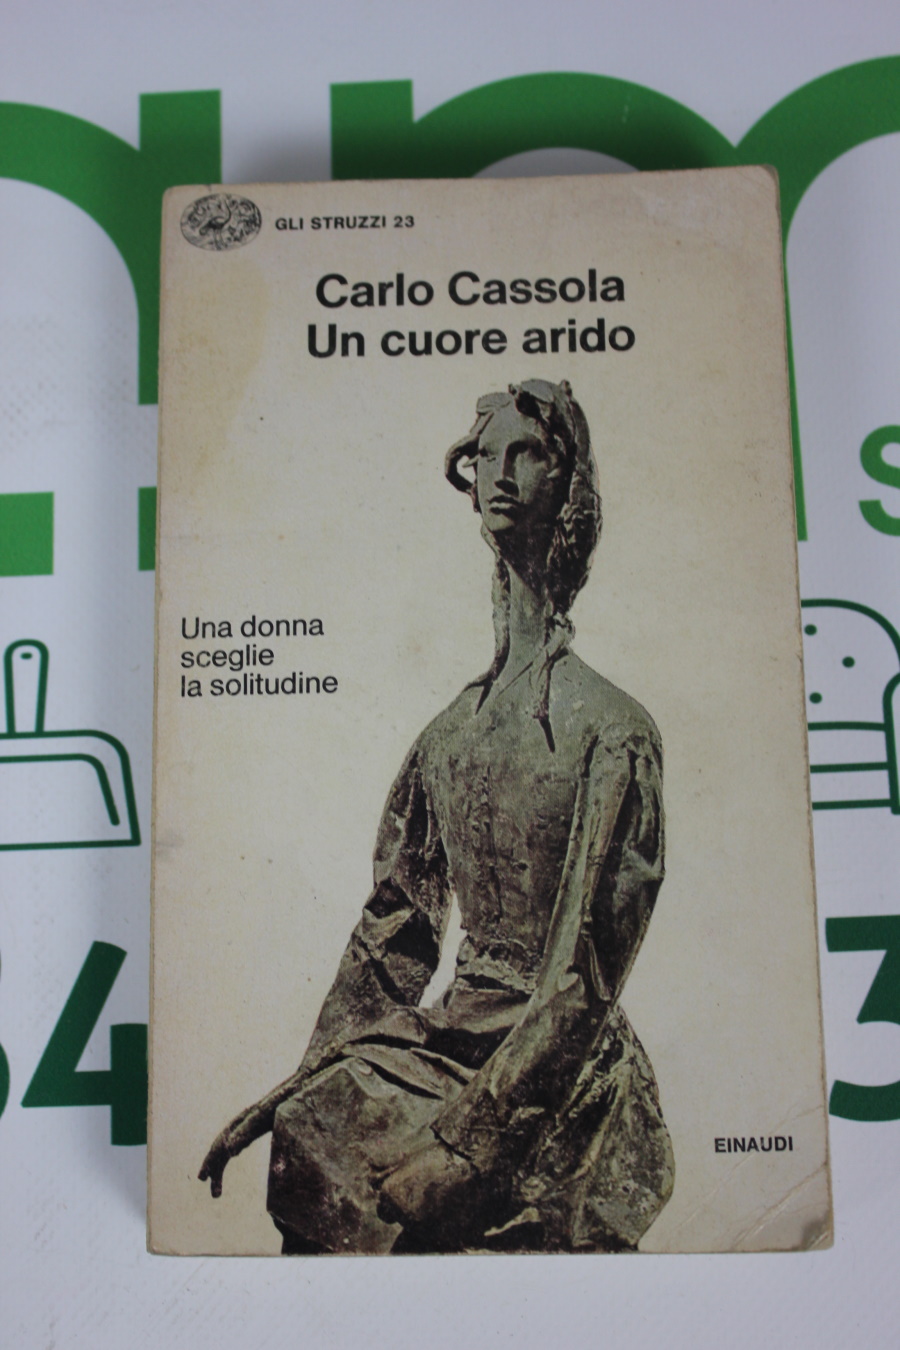 GLI STRUZZI 23
Carlo Cassola
Un cuore arido
Una donna
sceglie
la solitudine
EINAUDI